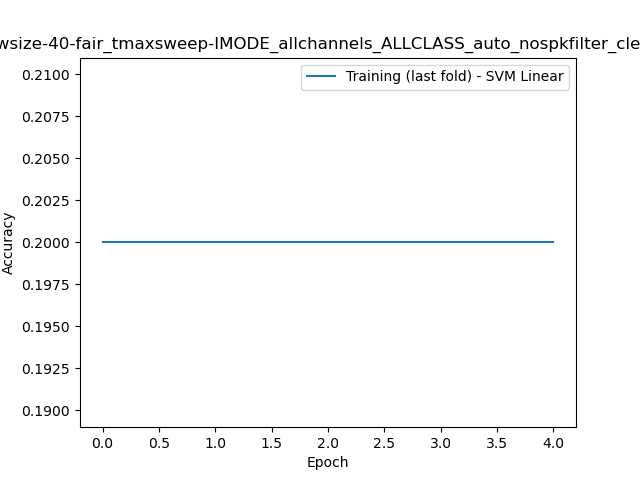 wsize-40-fair_tmaxsweep-IMODE_allchannels_ALLCLASS_auto_nospkfilter_cle
Training (last fold) - SVM Linear
0.2100
0.2075
0.2050
0.2025
0.2000
0.1975
0.1950
0.1925
0.1900
Accuracy
0.0 0.5 1.0 1.5 2.0 2.5 3.0 3.5 4.0
Epoch